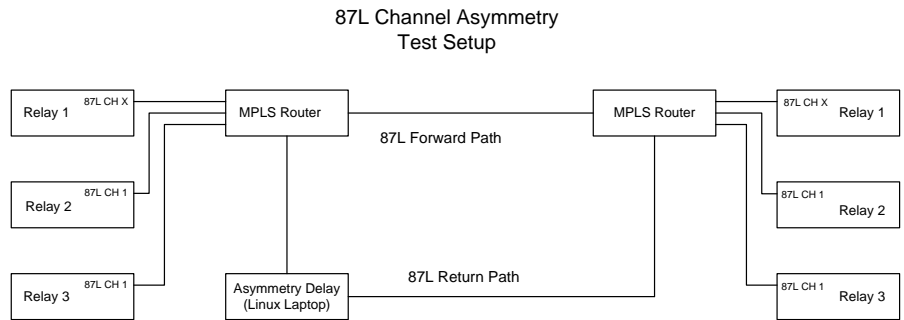 87L Channel Asymmetry
Test Setup
Relay 1
87L CH X
MPLS Router
MPLS Router
87L CH X
Relay 1
87L Forward Path
Relay 2
87L CH 1
87L CH 1
Relay 2
Relay 3
87L CH 1
Asymmetry Delay
(Linux Laptop)
87L Return Path
87L CH 1
Relay 3